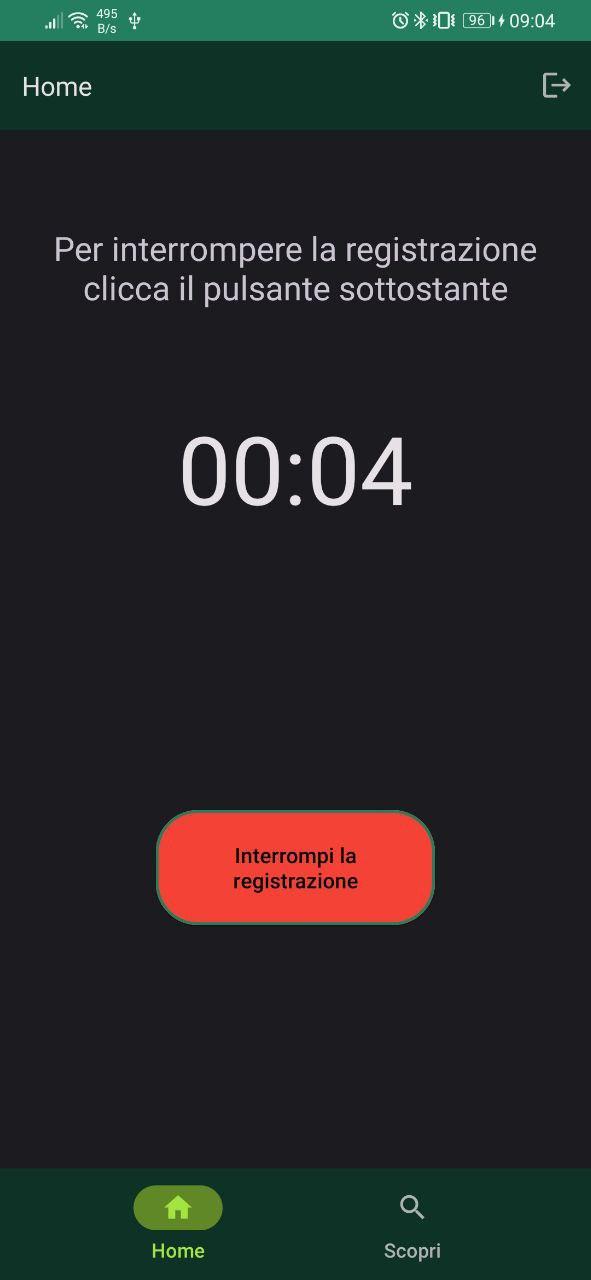 495
B/s
96
09:04
Home
Per interrompere la registrazione
clicca il pulsante sottostante
00:04
Interrompi la
registrazione
Home
Scopri